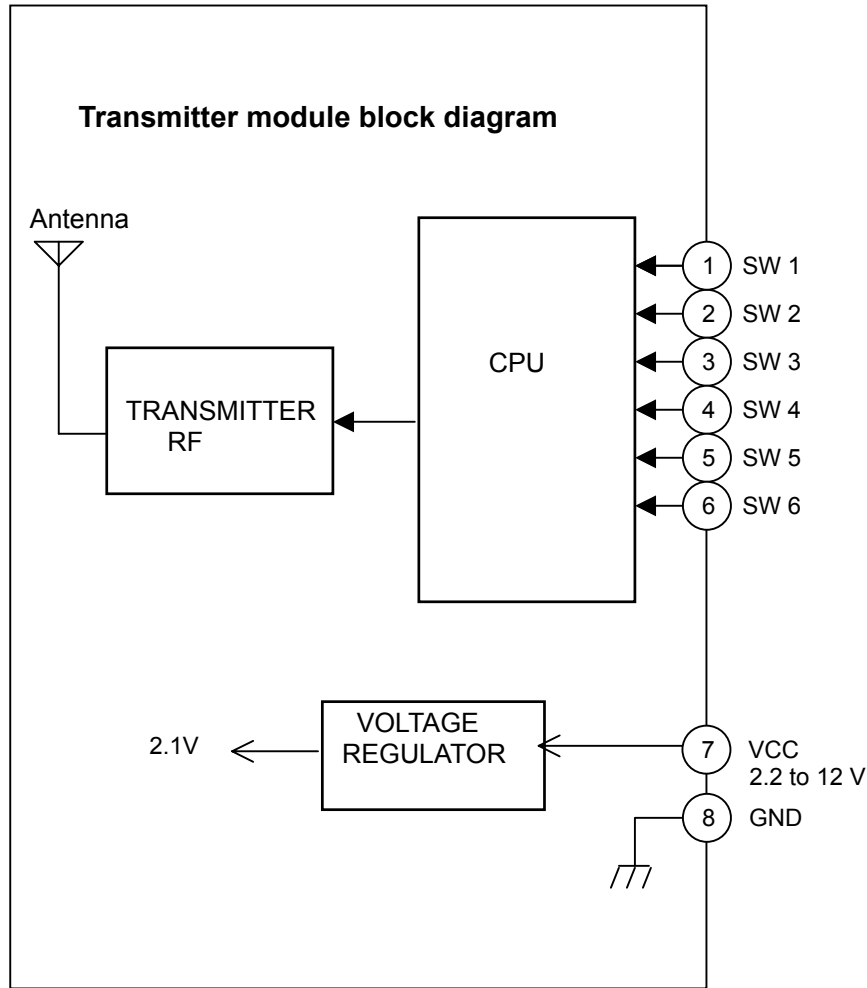 Transmitter module block diagram
Antenna
TRANSMITTER
RF
CPU
1 SW 1
2 SW 2
3 SW 3
4 SW 4
5 SW 5
6 SW 6
2.1V
VOLTAGE
REGULATOR
7 VCC
2.2 to 12 V
8 GND